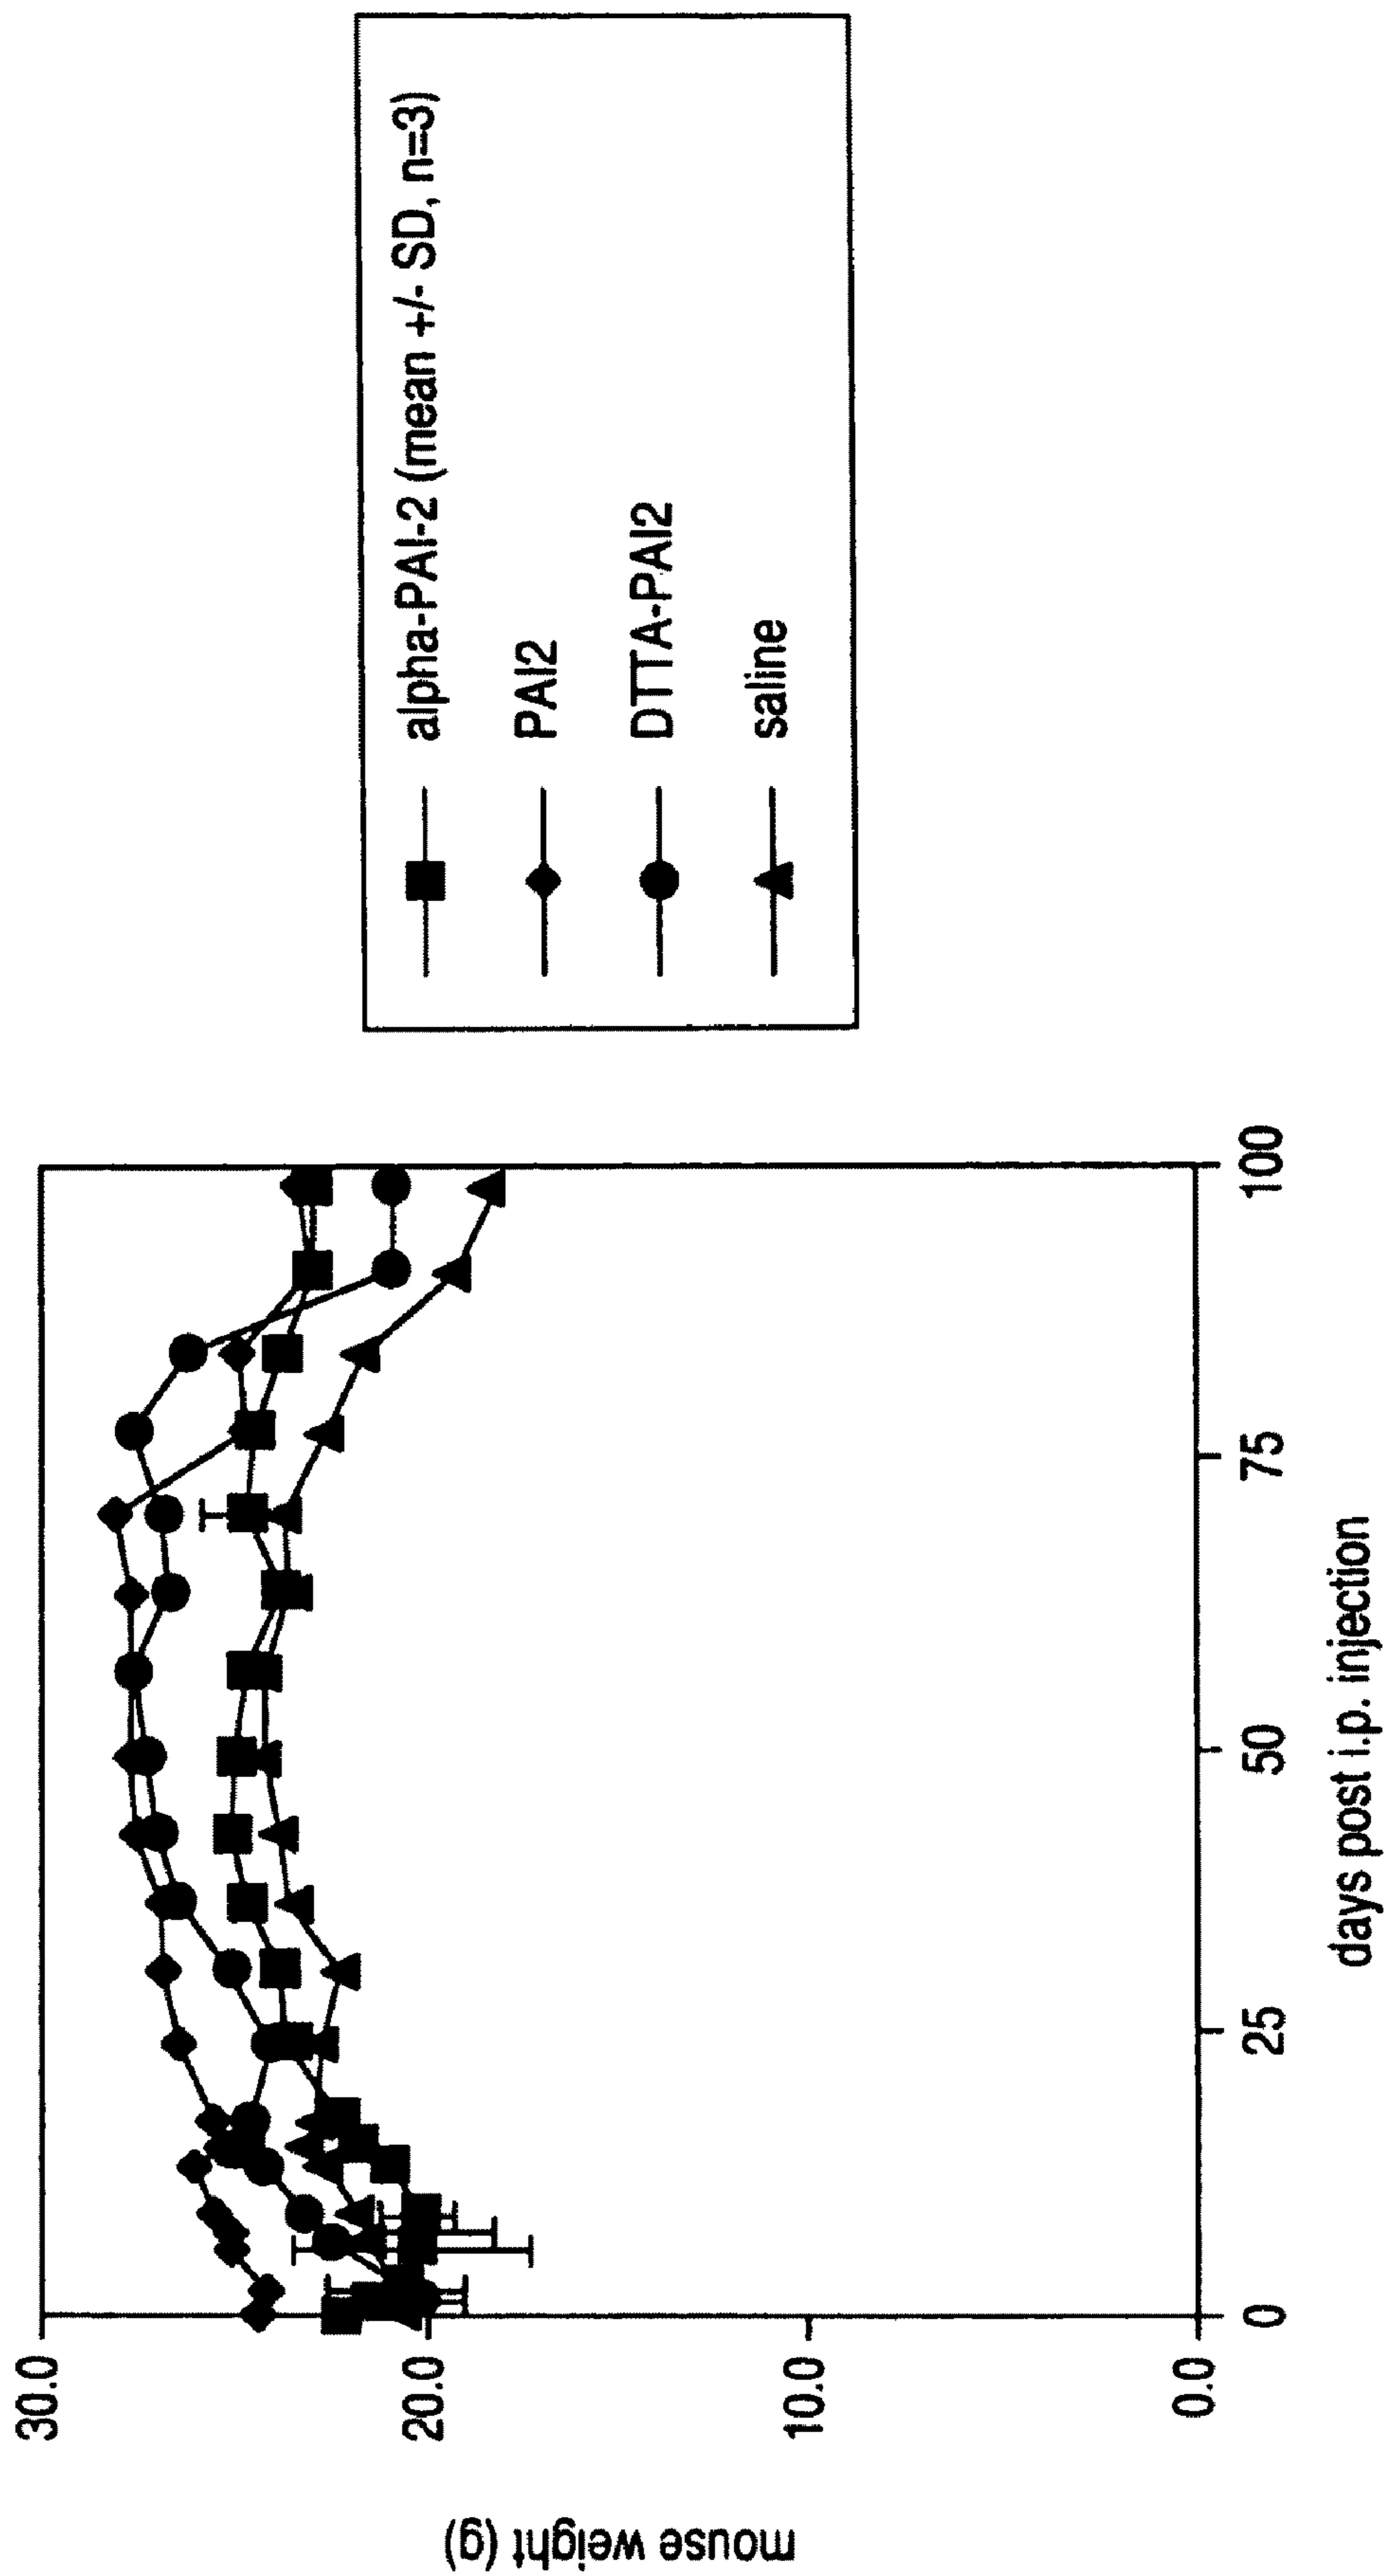 mouse weight (g)
30.0
20.0
10.0
0.0
0
25
50
75
100
days post i.p. injection
alpha-PAI-2 (mean +/- SD, n=3)
PAI2
DTTA-PAI2
saline